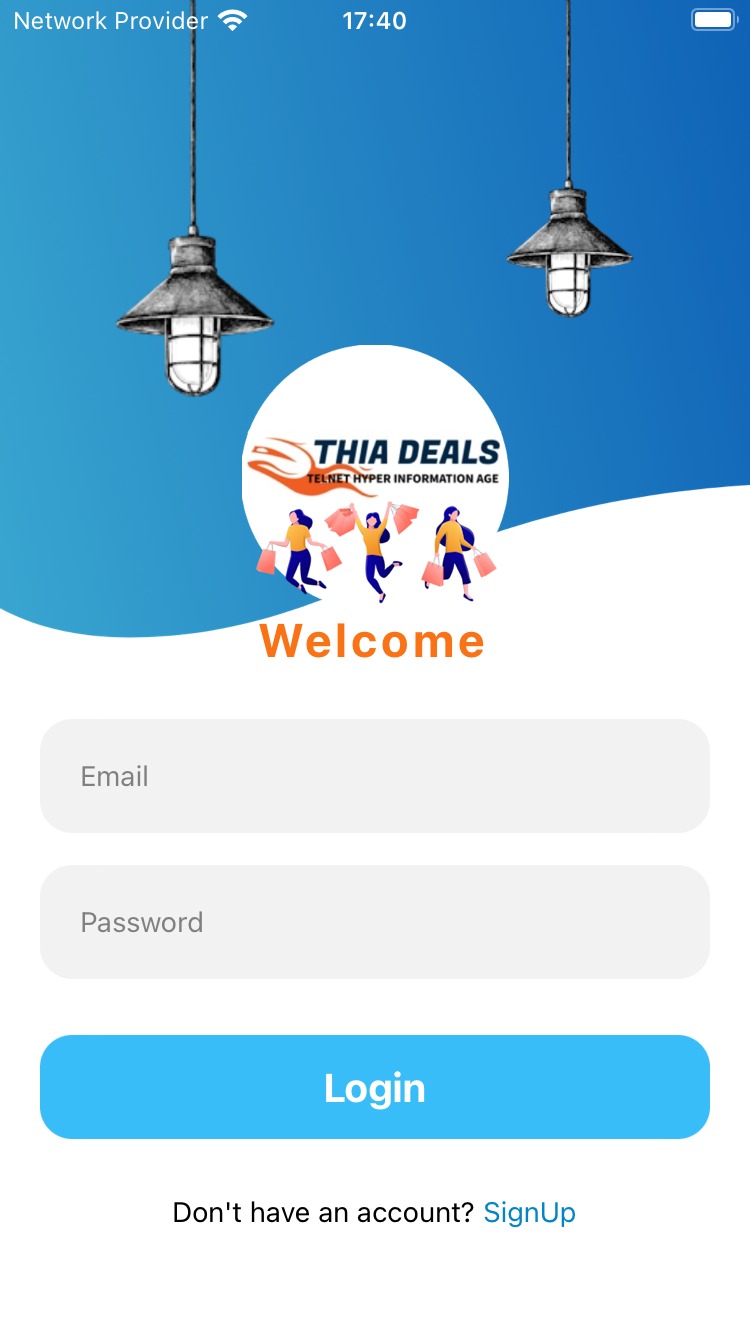 Network Provider 17:40
THIA DEALS
TELNET HYPER INFORMATION AGE
Welcome
Email
Password
Login
Don't have an account? SignUp